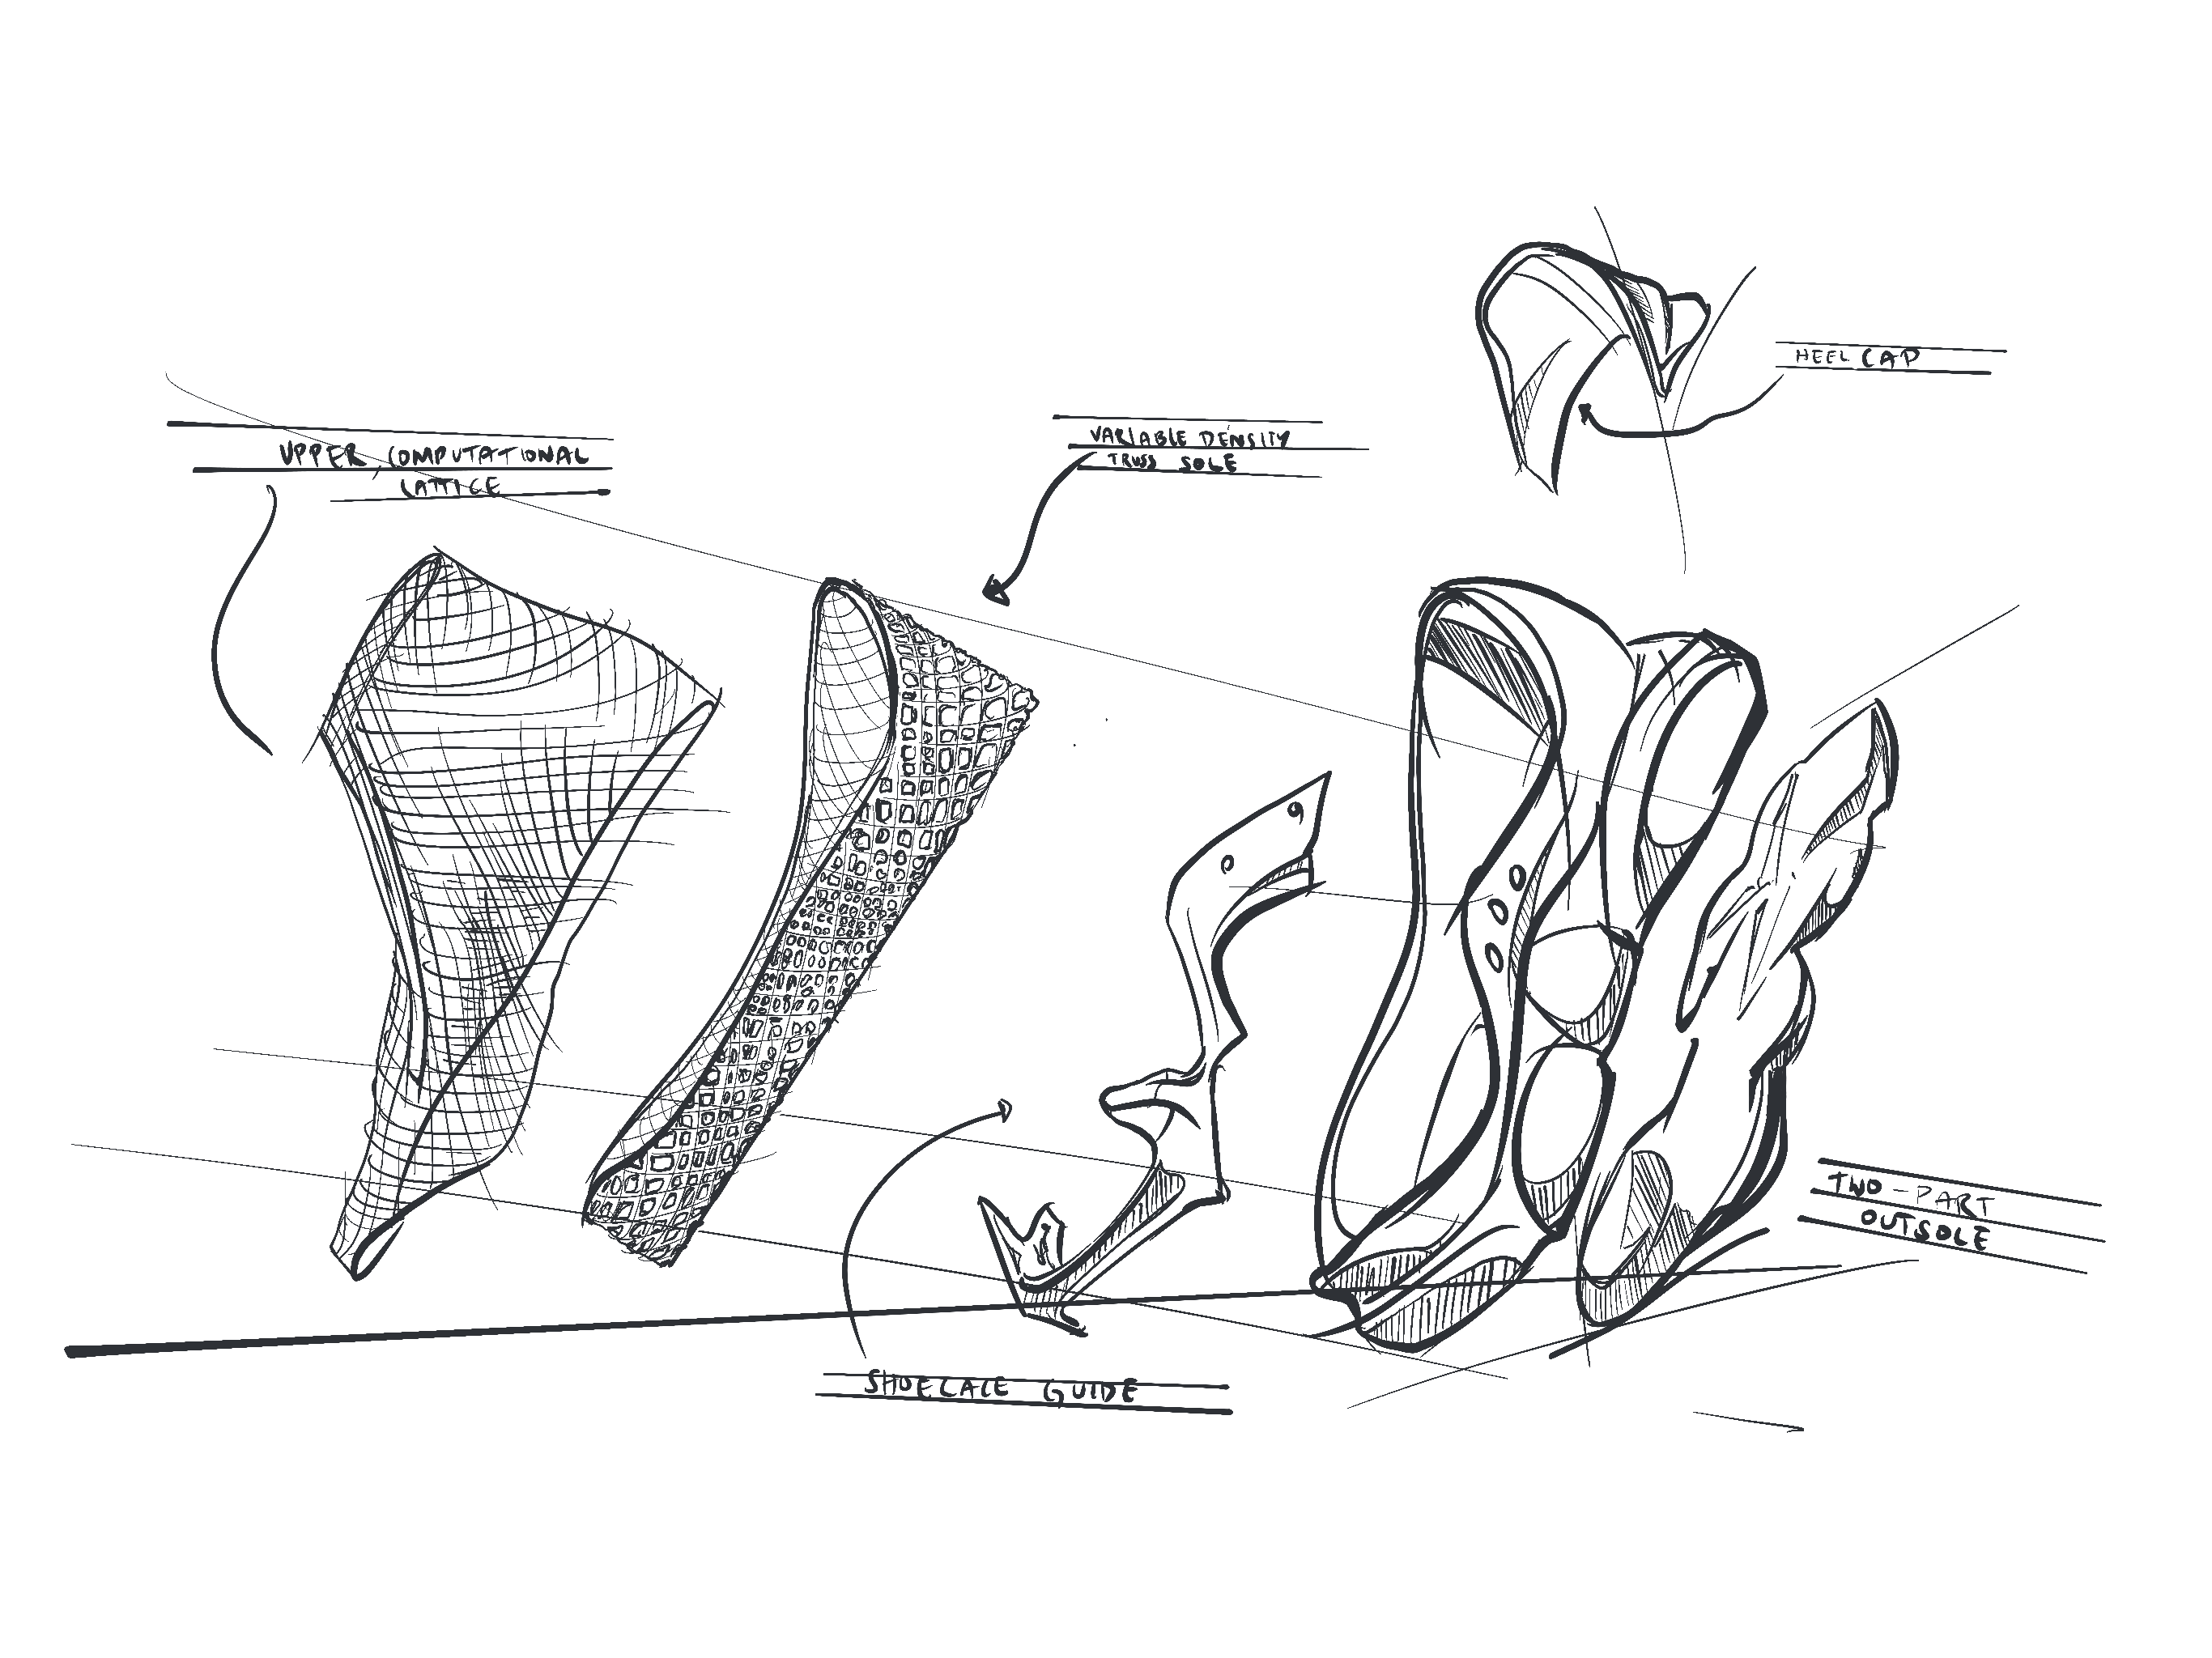 HEEL CAP
UPPER COMPUTATIONAL
LATTICE
VARIABLE DENSITY
TRUSS SOLE
TWO-PART
OUTSOLE
SHOELACE GUIDE